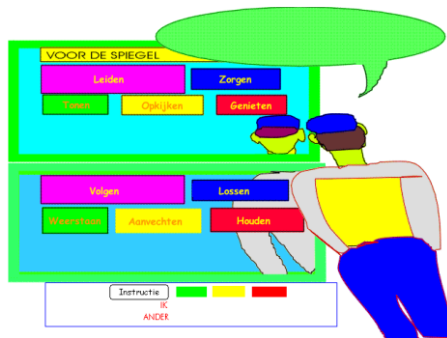 VOOR DE SPIEGEL
Leiden Zorgen
Tonen Opkijken Genieten
Volgen Lossen
Weerstaan Aanvechten Houden
Instructie
IK
ANDER